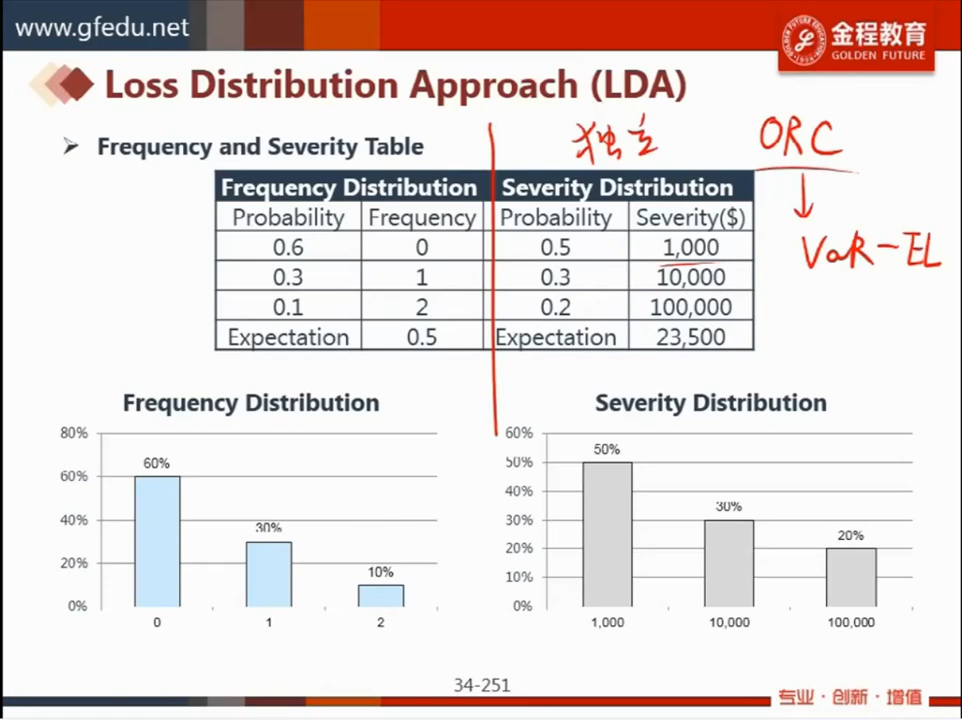 www.gfedu.net
金程教育
GOLDEN FUTURE
Loss Distribution Approach (LDA)
Frequency and Severity Table
独立
ORC
VaR-EL
Frequency Distribution Severity Distribution
Probability Frequency Probability Severity($)
0.6 0 0.5 1,000
0.3 1 0.3 10,000
0.1 2 0.2 100,000
Expectation 0.5 Expectation 23,500
Frequency Distribution
80%
60%
40%
20%
0%
60%
30%
10%
0 1 2
Severity Distribution
60%
50%
40%
30%
20%
10%
0%
50%
30%
20%
1,000 10,000 100,000
34-251
专业·创新·增值